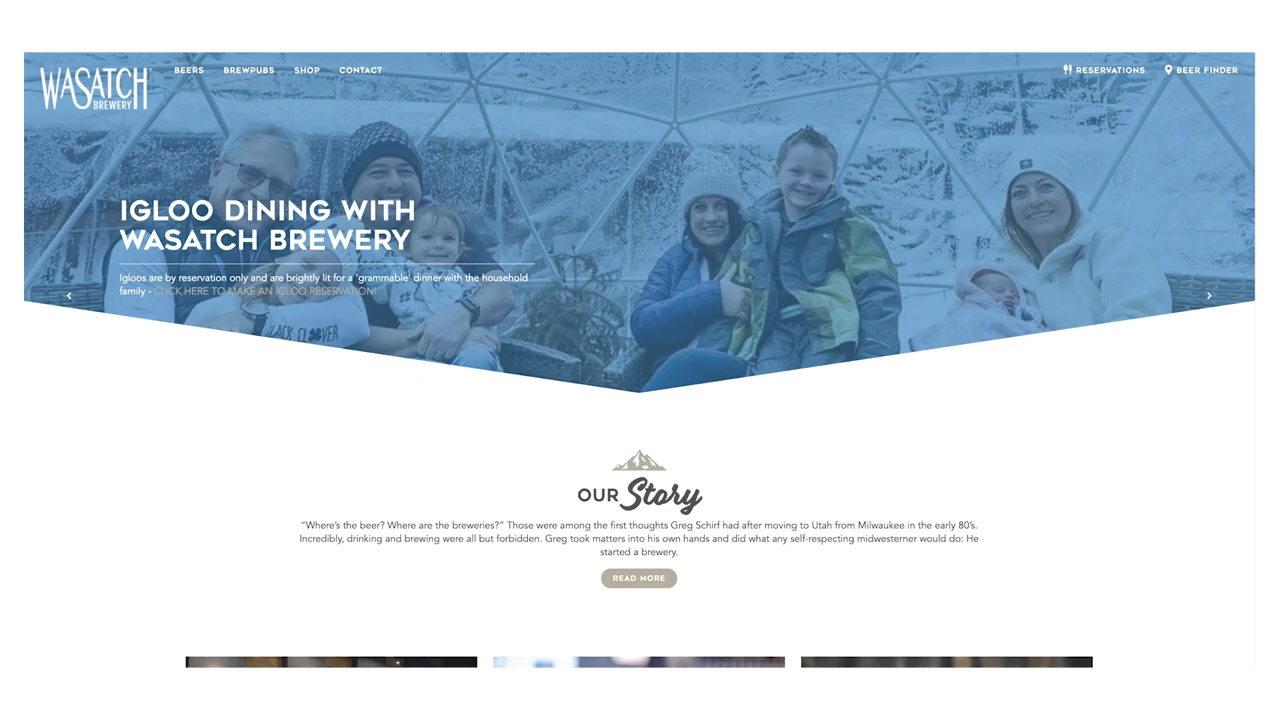 WASATCH
BREWERY
BEERS BREWPUBS SHOP CONTACT
RESERVATIONS BEER FINDER
IGLOO DINING WITH
WASATCH BREWERY
Igloos are by reservation only and are brightly lit for a 'grammable' dinner with the household
family - CLICK HERE TO MAKE AN IGLOO RESERVATION!
BLACK CLOVER
OUR Story
“Where’s the beer? Where are the breweries?” Those were among the first thoughts Greg Schirf had after moving to Utah from Milwaukee in the early 80’s.
Incredibly, drinking and brewing were all but forbidden. Greg took matters into his own hands and did what any self-respecting midwesterner would do: He
started a brewery.
READ MORE